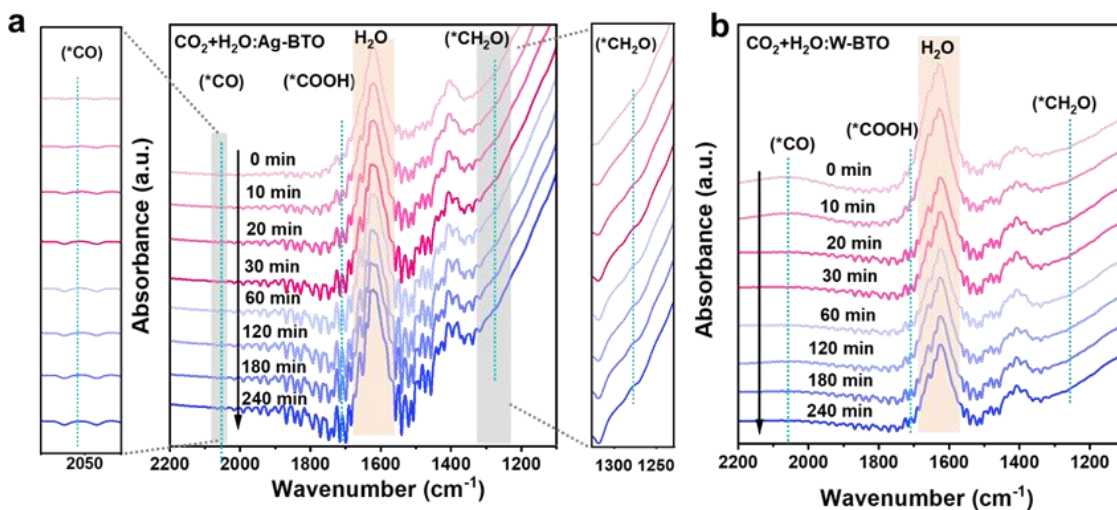 a
(*CO)
2050
Absorbance (a.u.)
CO₂+H₂O:Ag-BTO
H₂O
(*CH₂O)
(*CO)
(*COOH)
0 min
10 min
20 min
30 min
60 min
120 min
180 min
240 min
2200 2000 1800 1600 1400 1200
Wavenumber (cm⁻¹)
(*CH₂O)
1300 1250
b
Absorbance (a.u.)
CO₂+H₂O:W-BTO
H₂O
(*CO)
(*COOH)
(*CH₂O)
0 min
10 min
20 min
30 min
60 min
120 min
180 min
240 min
2200 2000 1800 1600 1400 1200
Wavenumber (cm⁻¹)